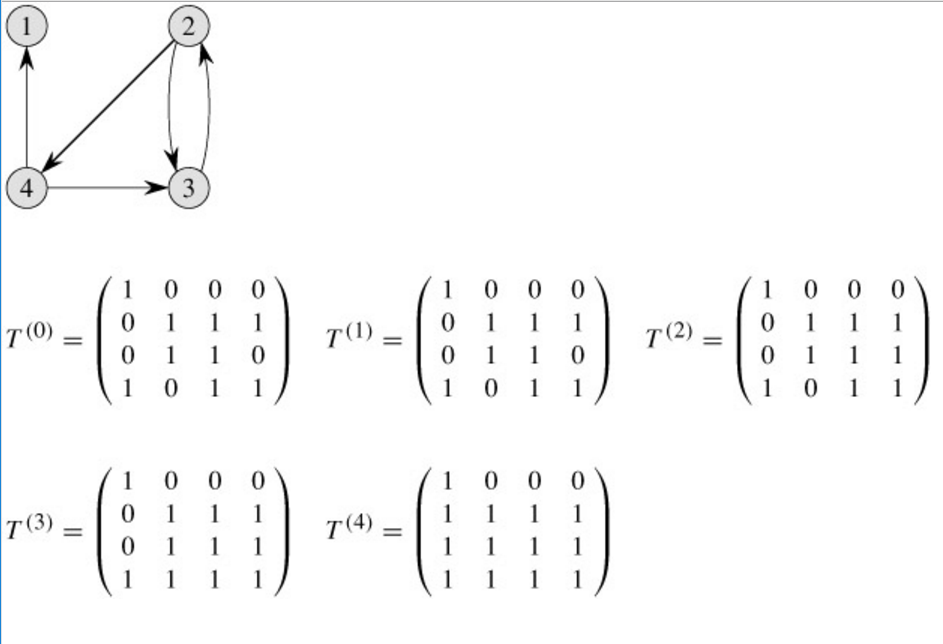 1 2
4 3
T(0) = ( 1 0 0 0 ) T(1) = ( 1 0 0 0 ) T(2) = ( 1 0 0 0 )
0 1 1 1 0 1 1 1 0 1 1 1
0 1 1 0 0 1 1 0 0 1 1 1
1 0 1 1 1 0 1 1 1 0 1 1
T(3) = ( 1 0 0 0 ) T(4) = ( 1 0 0 0 )
0 1 1 1 1 1 1 1
0 1 1 1 1 1 1 1
1 1 1 1 1 1 1 1